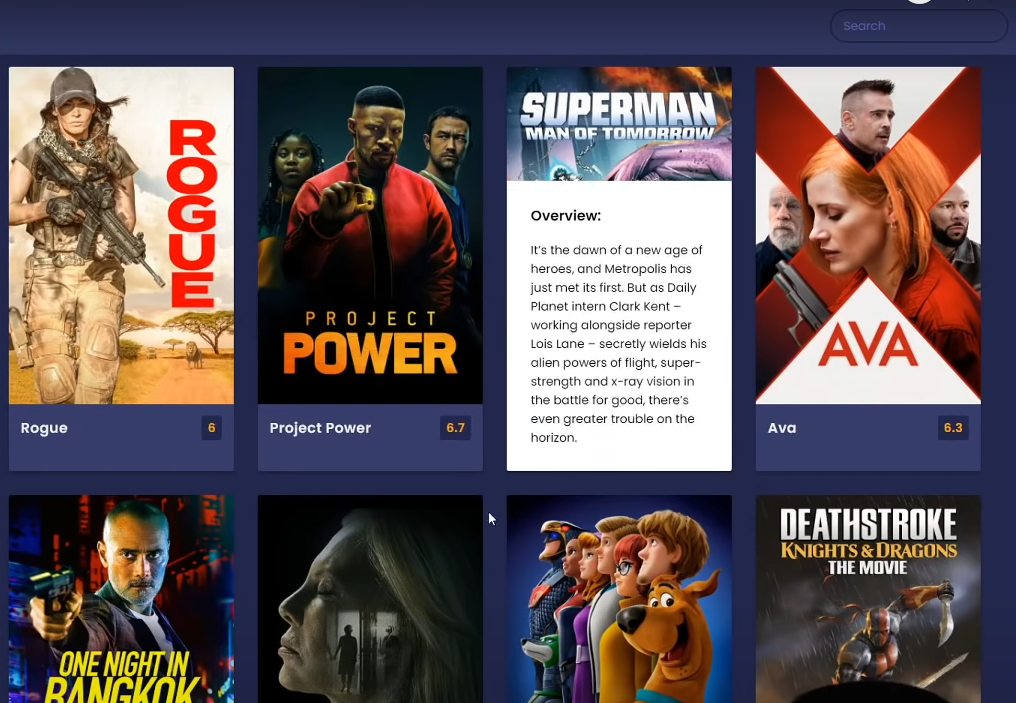 Search
ROGUE
PROJECT
POWER
SUPERMAN
MAN OF TOMORROW
Overview:
It's the dawn of a new age of
heroes, and Metropolis has
just met its first. But as Daily
Planet intern Clark Kent –
working alongside reporter
Lois Lane – secretly wields his
alien powers of flight, super-
strength and x-ray vision in
the battle for good, there's
even greater trouble on the
horizon.
AVA
Rogue
6
Project Power
6.7
Ava
6.3
ONE NIGHT IN
BANGKOK
DEATHSTROKE
KNIGHTS & DRAGONS
THE MOVIE